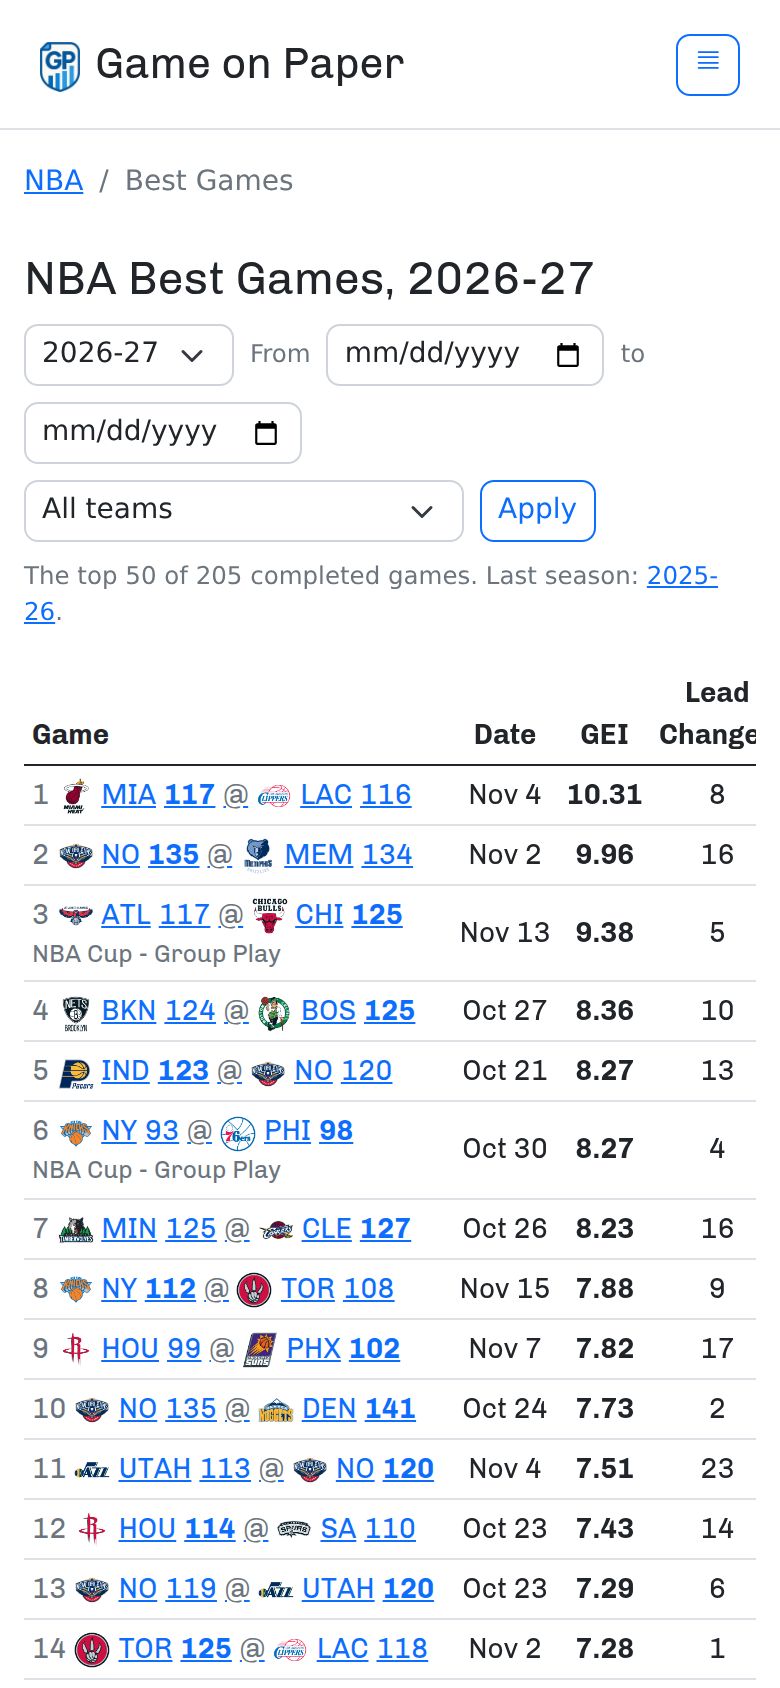 GP Game on Paper
NBA / Best Games
NBA Best Games, 2026-27
2026-27 From mm/dd/yyyy to
mm/dd/yyyy
All teams Apply
The top 50 of 205 completed games. Last season: 2025-
26.
Lead
Game Date GEI Change
1 MIA 117 @ LAC 116 Nov 4 10.31 8
2 NO 135 @ MEM 134 Nov 2 9.96 16
3 ATL 117 @ CHI 125 Nov 13 9.38 5
NBA Cup - Group Play
4 BKN 124 @ BOS 125 Oct 27 8.36 10
5 IND 123 @ NO 120 Oct 21 8.27 13
6 NY 93 @ PHI 98 Oct 30 8.27 4
NBA Cup - Group Play
7 MIN 125 @ CLE 127 Oct 26 8.23 16
8 NY 112 @ TOR 108 Nov 15 7.88 9
9 HOU 99 @ PHX 102 Nov 7 7.82 17
10 NO 135 @ DEN 141 Oct 24 7.73 2
11 UTAH 113 @ NO 120 Nov 4 7.51 23
12 HOU 114 @ SA 110 Oct 23 7.43 14
13 NO 119 @ UTAH 120 Oct 23 7.29 6
14 TOR 125 @ LAC 118 Nov 2 7.28 1